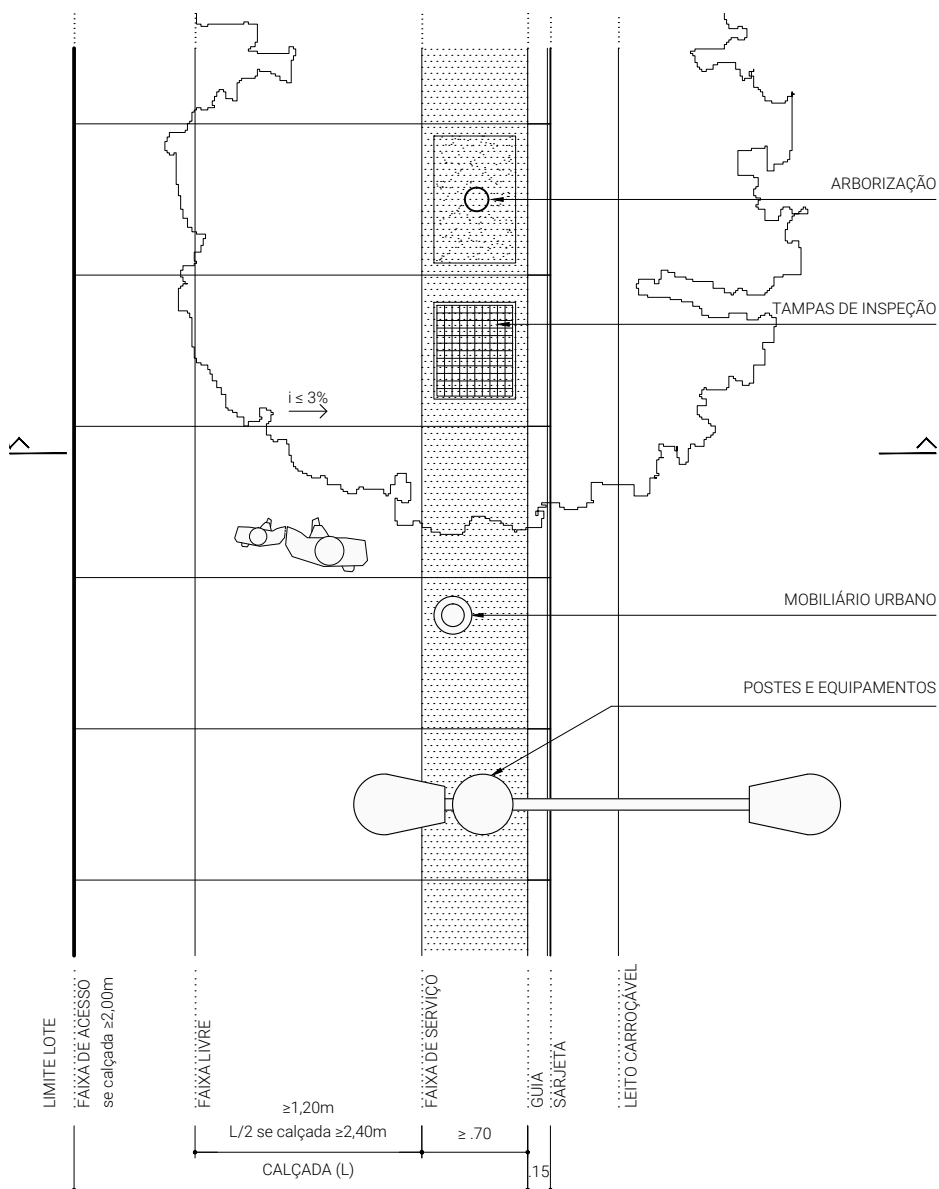 ARBORIZAÇÃO
TAMPAS DE INSPEÇÃO
i ≤ 3%
MOBILIÁRIO URBANO
POSTES E EQUIPAMENTOS
LIMITE LOTE
FAIXA DE ACESSO
se calçada ≥2,00m
FAIXA LIVRE
FAIXA DE SERVIÇO
GUIA
SARJETA
LEITO CARROÇÁVEL
≥1,20m
L/2 se calçada ≥2,40m
≥ .70
CALÇADA (L)
.15